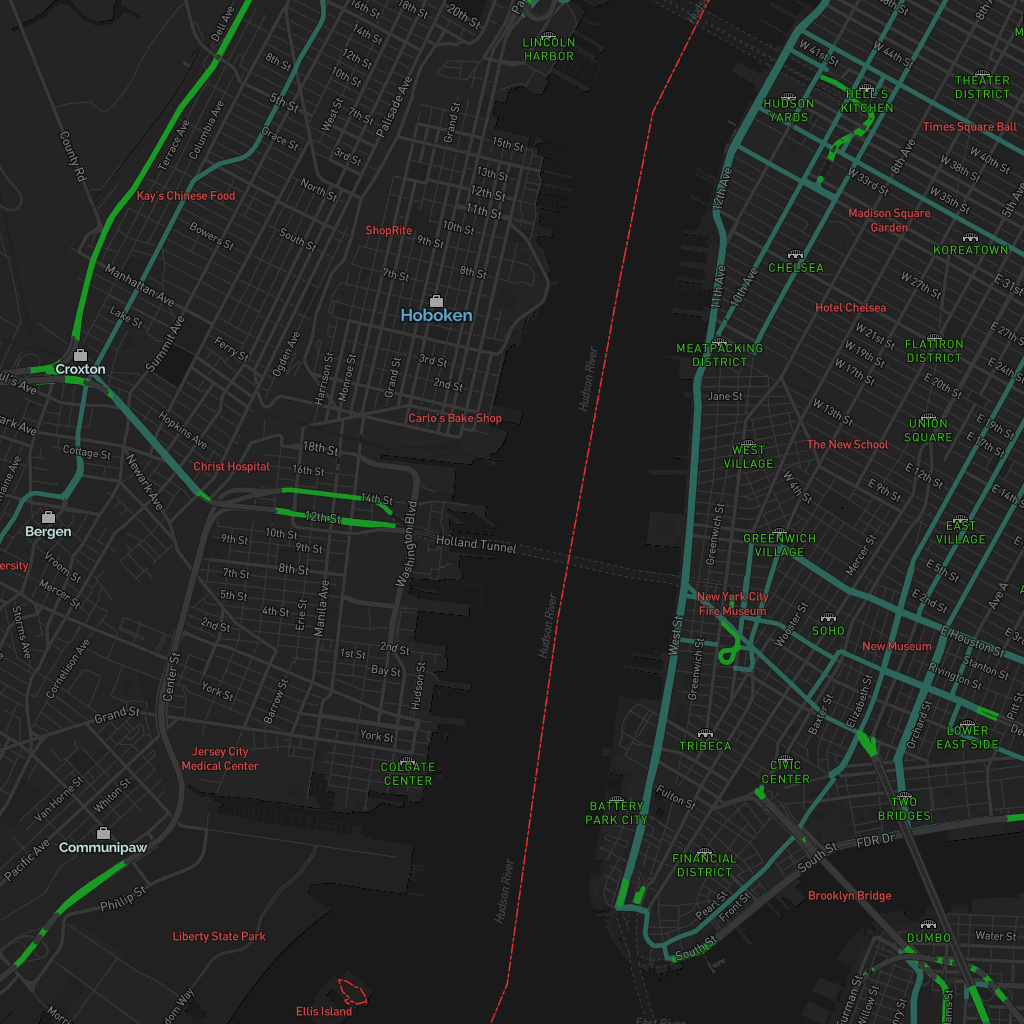 Dell Ave
16th St
18th St
20th St
14th St
12th St
10th St
8th St
7th St
5th St
3rd St
West St
Palisade Ave
Grand St
LINCOLN
HARBOR
W 41st St
W 44th St
HELL'S
KITCHEN
HUDSON
YARDS
THEATER
DISTRICT
Times Square Ball
County Rd
Terrace Ave
Columbia Ave
Grace St
15th St
13th St
12th St
11th St
10th St
9th St
8th St
7th St
8th Ave
W 40th St
W 38th St
W 35th St
W 33rd St
5th Ave
12th Ave
Kay's Chinese Food
North St
Bowers St
South St
ShopRite
Madison Square
Garden
KOREATOWN
CHELSEA
11th Ave
10th Ave
W 27th St
E 31st St
Manhattan Ave
Lake St
Summit Ave
Hoboken
Hotel Chelsea
W 21st St
W 19th St
W 17th St
E 27th St
E 24th St
FLATIRON
DISTRICT
MEATPACKING
DISTRICT
Ferry St
Ogden Ave
Harrison St
Monroe St
Grand St
3rd St
2nd St
Hudson River
Croxton
E 20th St
Jane St
W 13th St
UNION
SQUARE
E 19th St
E 17th St
Hopkins Ave
Carlo's Bake Shop
The New School
WEST
VILLAGE
W 4th St
Cottage St
Newark Ave
Christ Hospital
18th St
16th St
14th St
12th St
E 12th St
E 9th St
E 14th St
Bergen
10th St
9th St
9th St
Washington Blvd
Holland Tunnel
Greenwich St
GREENWICH
VILLAGE
Mercer St
EAST
VILLAGE
Vroom St
Mercer St
8th St
7th St
5th St
4th St
Erie St
Manila Ave
2nd St
Storms Ave
Cornelison Ave
Hudson River
New York City
Fire Museum
Wooster St
SOHO
E 2nd St
Ave A
E Houston St
New Museum
West St
Greenwich St
1st St
2nd St
Bay St
Hudson St
Center St
York St
Barrow St
Stanton St
Rivington St
Pitt St
Baxter St
Elizabeth St
Orchard St
Grand St
York St
TRIBECA
LOWER
EAST SIDE
Jersey City
Medical Center
COLGATE
CENTER
CIVIC
CENTER
Van Horne St
Whiton St
Fulton St
BATTERY
PARK CITY
TWO
BRIDGES
FDR Dr
South St
Communipaw
Pacific Ave
Phillip St
Hudson River
FINANCIAL
DISTRICT
Pearl St
Front St
Brooklyn Bridge
South St
Liberty State Park
DUMBO
Water St
Willow St
Ellis Island
East River